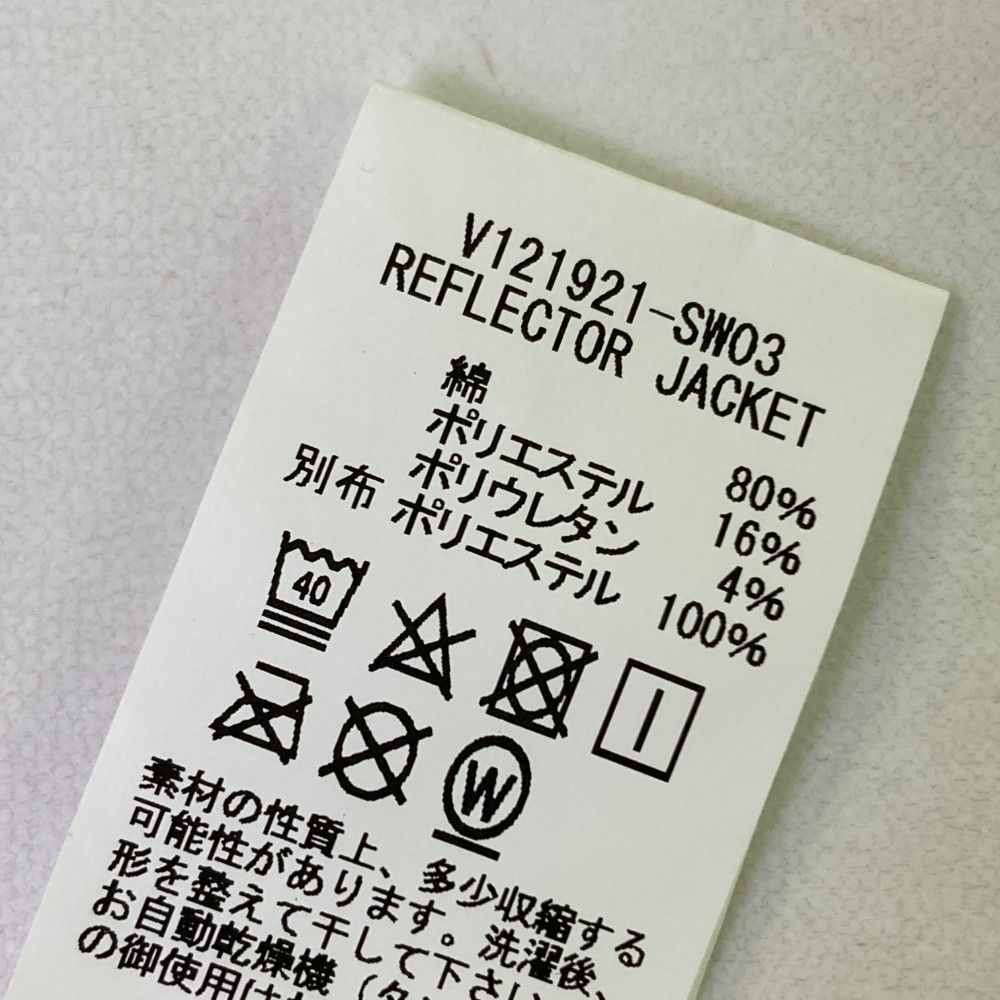 V121921-SW03
REFLECTOR JACKET
綿 80%
ポリエステル 16%
ポリウレタン 4%
別布 ポリエステル 100%
40
W
素材の性質上、多少収縮する
可能性があります。洗濯後、
形を整えて干して下さい
お自動乾燥機(タン
の御使用は